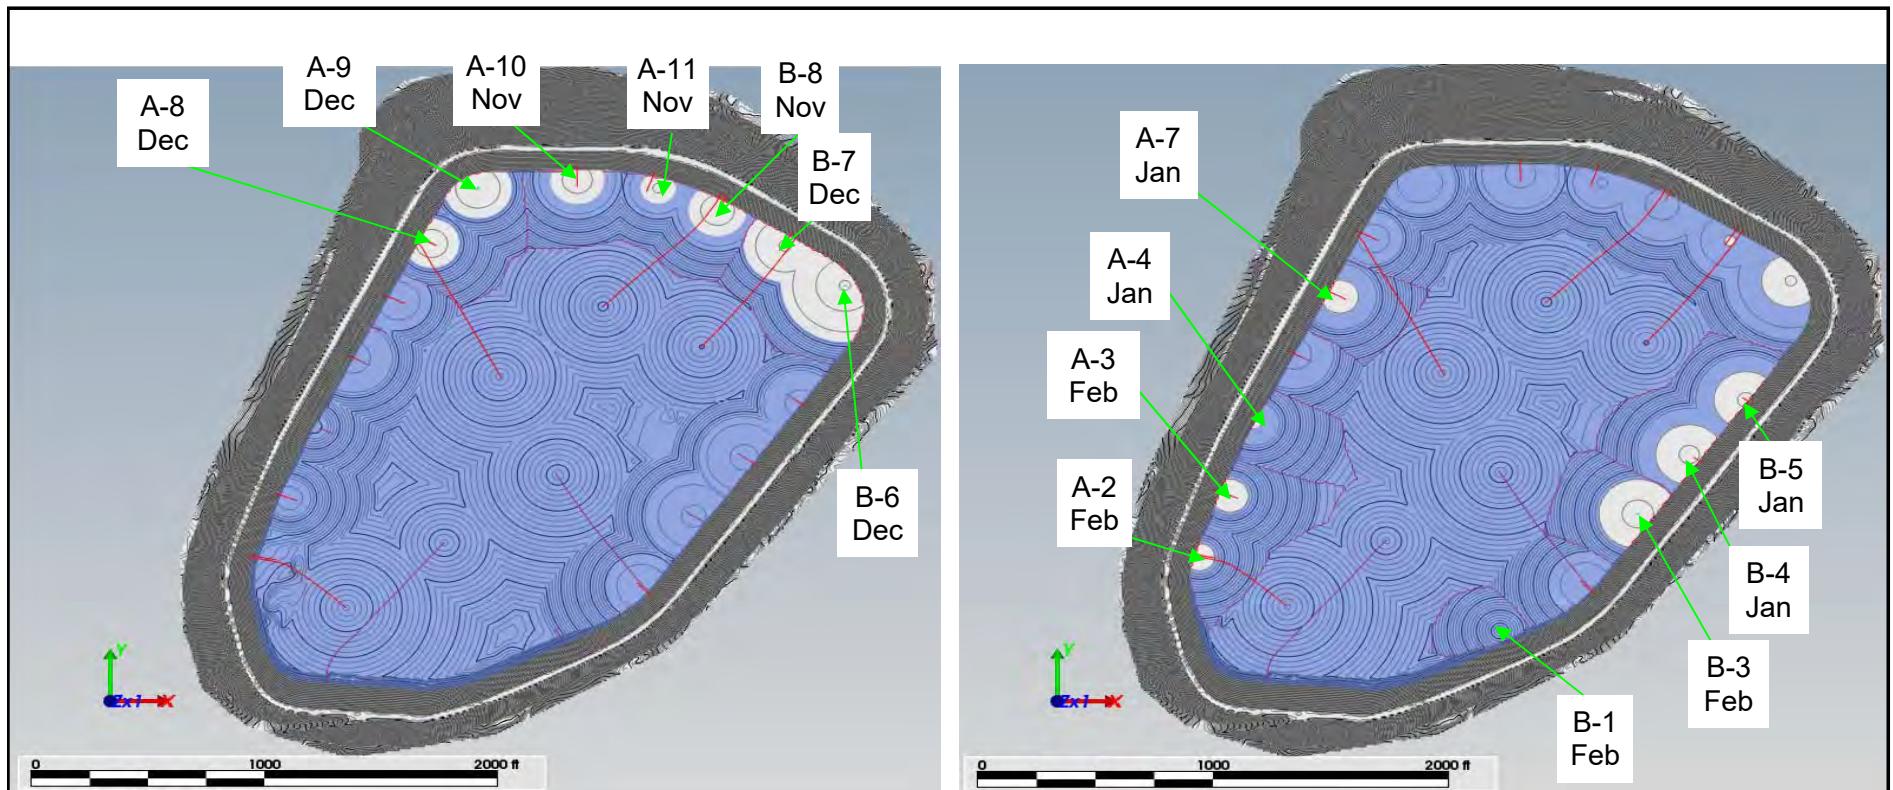 A-9
Dec
A-10
Nov
A-11
Nov
B-8
Nov
A-8
Dec
B-7
Dec
B-6
Dec
Y
Zx1
X
0
1000
2000 ft
A-7
Jan
A-4
Jan
A-3
Feb
A-2
Feb
B-5
Jan
B-4
Jan
B-3
Feb
B-1
Feb
Y
Zx1
X
0
1000
2000 ft